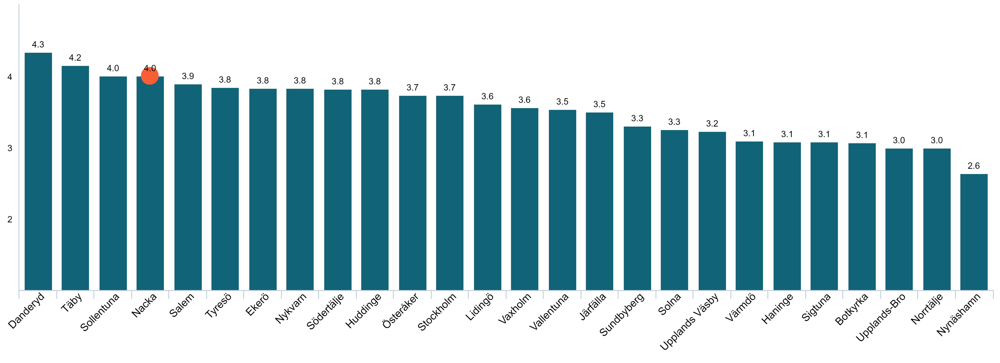 4.3
4.2
4.0
4.0
3.9
3.8
3.8
3.8
3.8
3.8
3.7
3.7
3.6
3.6
3.5
3.5
3.3
3.3
3.2
3.1
3.1
3.1
3.1
3.0
3.0
2.6
4
3
2
Danderyd
Täby
Sollentuna
Nacka
Salem
Tyresö
Ekerö
Nykvarn
Södertälje
Huddinge
Österåker
Stockholm
Lidingö
Vaxholm
Vallentuna
Järfälla
Sundbyberg
Solna
Upplands Väsby
Värmdö
Haninge
Sigtuna
Botkyrka
Upplands-Bro
Norrtälje
Nynäshamn